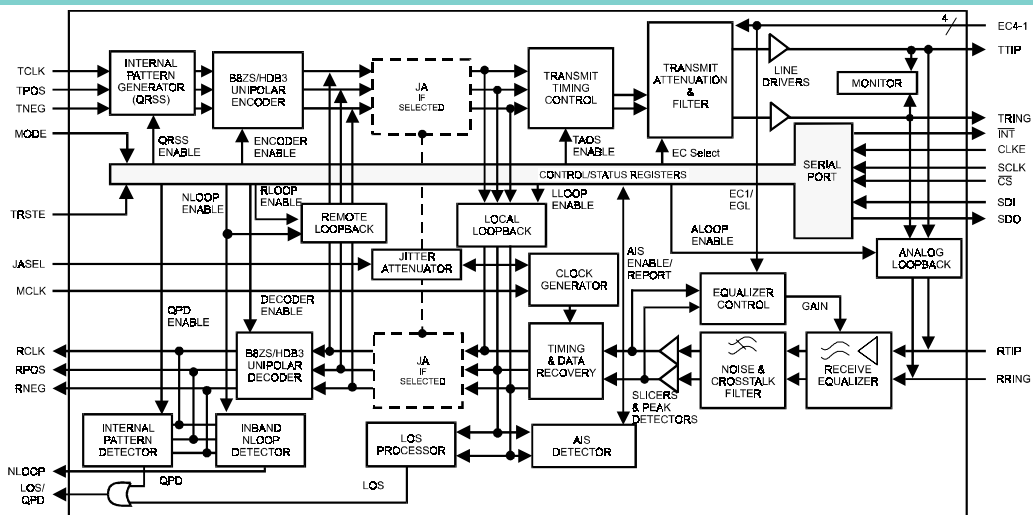 4
EC4-1
TCLK
TPOS
TNEG
MODE
TRSTE
JASEL
MCLK
RCLK
RPOS
RNEG
NLOOP
LOS/
QPD
INTERNAL
PATTERN
GENERATOR
(QRSS)
B8ZS/HDB3
UNIPOLAR
ENCODER
JA
IF
SELECTED
TRANSMIT
TIMING
CONTROL
TRANSMIT
ATTENUATION
&
FILTER
LINE
DRIVERS
MONITOR
TTIP
TRING
INT
CLKE
SCLK
CS
SDI
SDO
SERIAL
PORT
QRSS
ENABLE
ENCODER
ENABLE
TAOS
ENABLE
EC Select
CONTROL/STATUS REGISTERS
NLOOP
ENABLE
RLOOP
ENABLE
REMOTE
LOOPBACK
LLOOP
ENABLE
LOCAL
LOOPBACK
EC1/
EGL
ALOOP
ENABLE
ANALOG
LOOPBACK
JITTER
ATTENUATOR
CLOCK
GENERATOR
AIS
ENABLE/
REPORT
EQUALIZER
CONTROL
GAIN
QPD
ENABLE
DECODER
ENABLE
B8ZS/HDB3
UNIPOLAR
DECODER
JA
IF
SELECTED
TIMING
& DATA
RECOVERY
SLICERS
& PEAK
DETECTORS
NOISE &
CROSSTALK
FILTER
RECEIVE
EQUALIZER
RTIP
RRING
INTERNAL
PATTERN
DETECTOR
INBAND
NLOOP
DETECTOR
LOS
PROCESSOR
AIS
DETECTOR
QPD
LOS